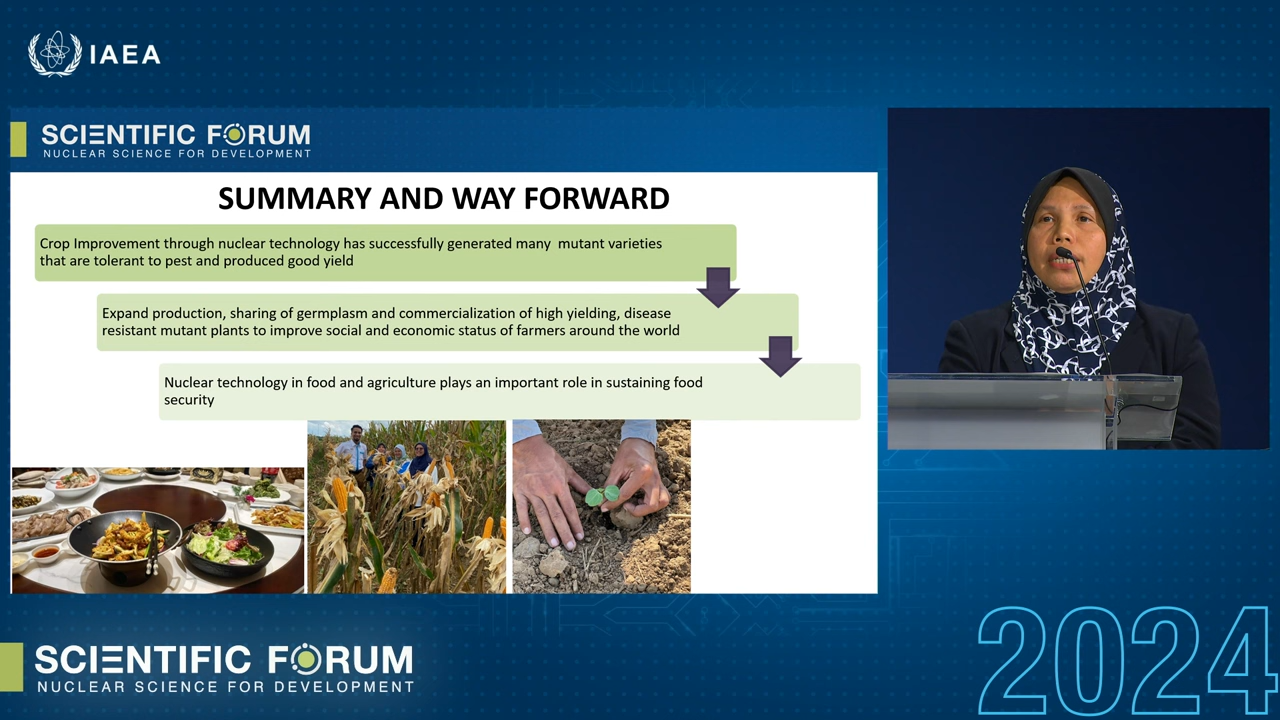 IAEA
SCIENTIFIC FORUM
NUCLEAR SCIENCE FOR DEVELOPMENT
SUMMARY AND WAY FORWARD
Crop Improvement through nuclear technology has successfully generated many mutant varieties
that are tolerant to pest and produced good yield
Expand production, sharing of germplasm and commercialization of high yielding, disease
resistant mutant plants to improve social and economic status of farmers around the world
Nuclear technology in food and agriculture plays an important role in sustaining food
security
SCIENTIFIC FORUM
NUCLEAR SCIENCE FOR DEVELOPMENT
2024